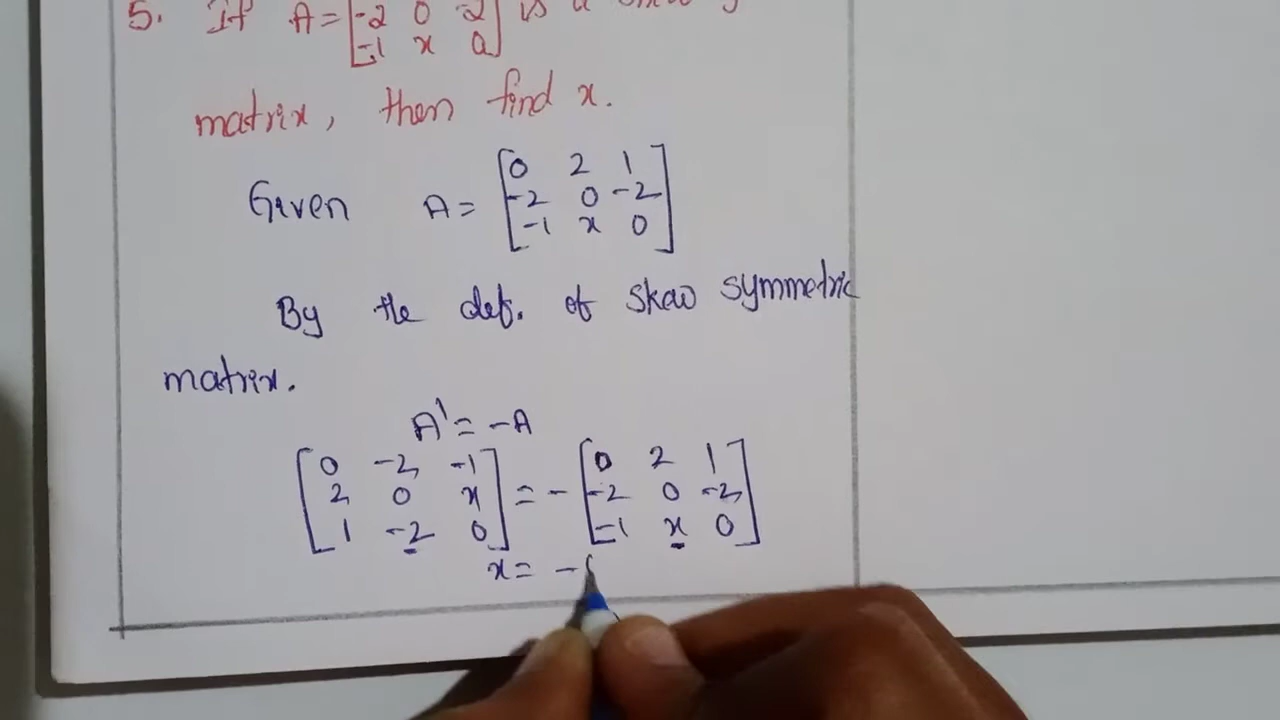 5. If A = [-2 0 -2
-1 x 0] is a
matrix, then find x.
Given A = [0 2 1
-2 0 -2
-1 x 0]
By the def. of skew symmetric
matrix.
A' = -A
[0 -2 -1 2 0 x 1 -2 0] = - [0 2 1 -2 0 -2 -1 x 0]
x = -(